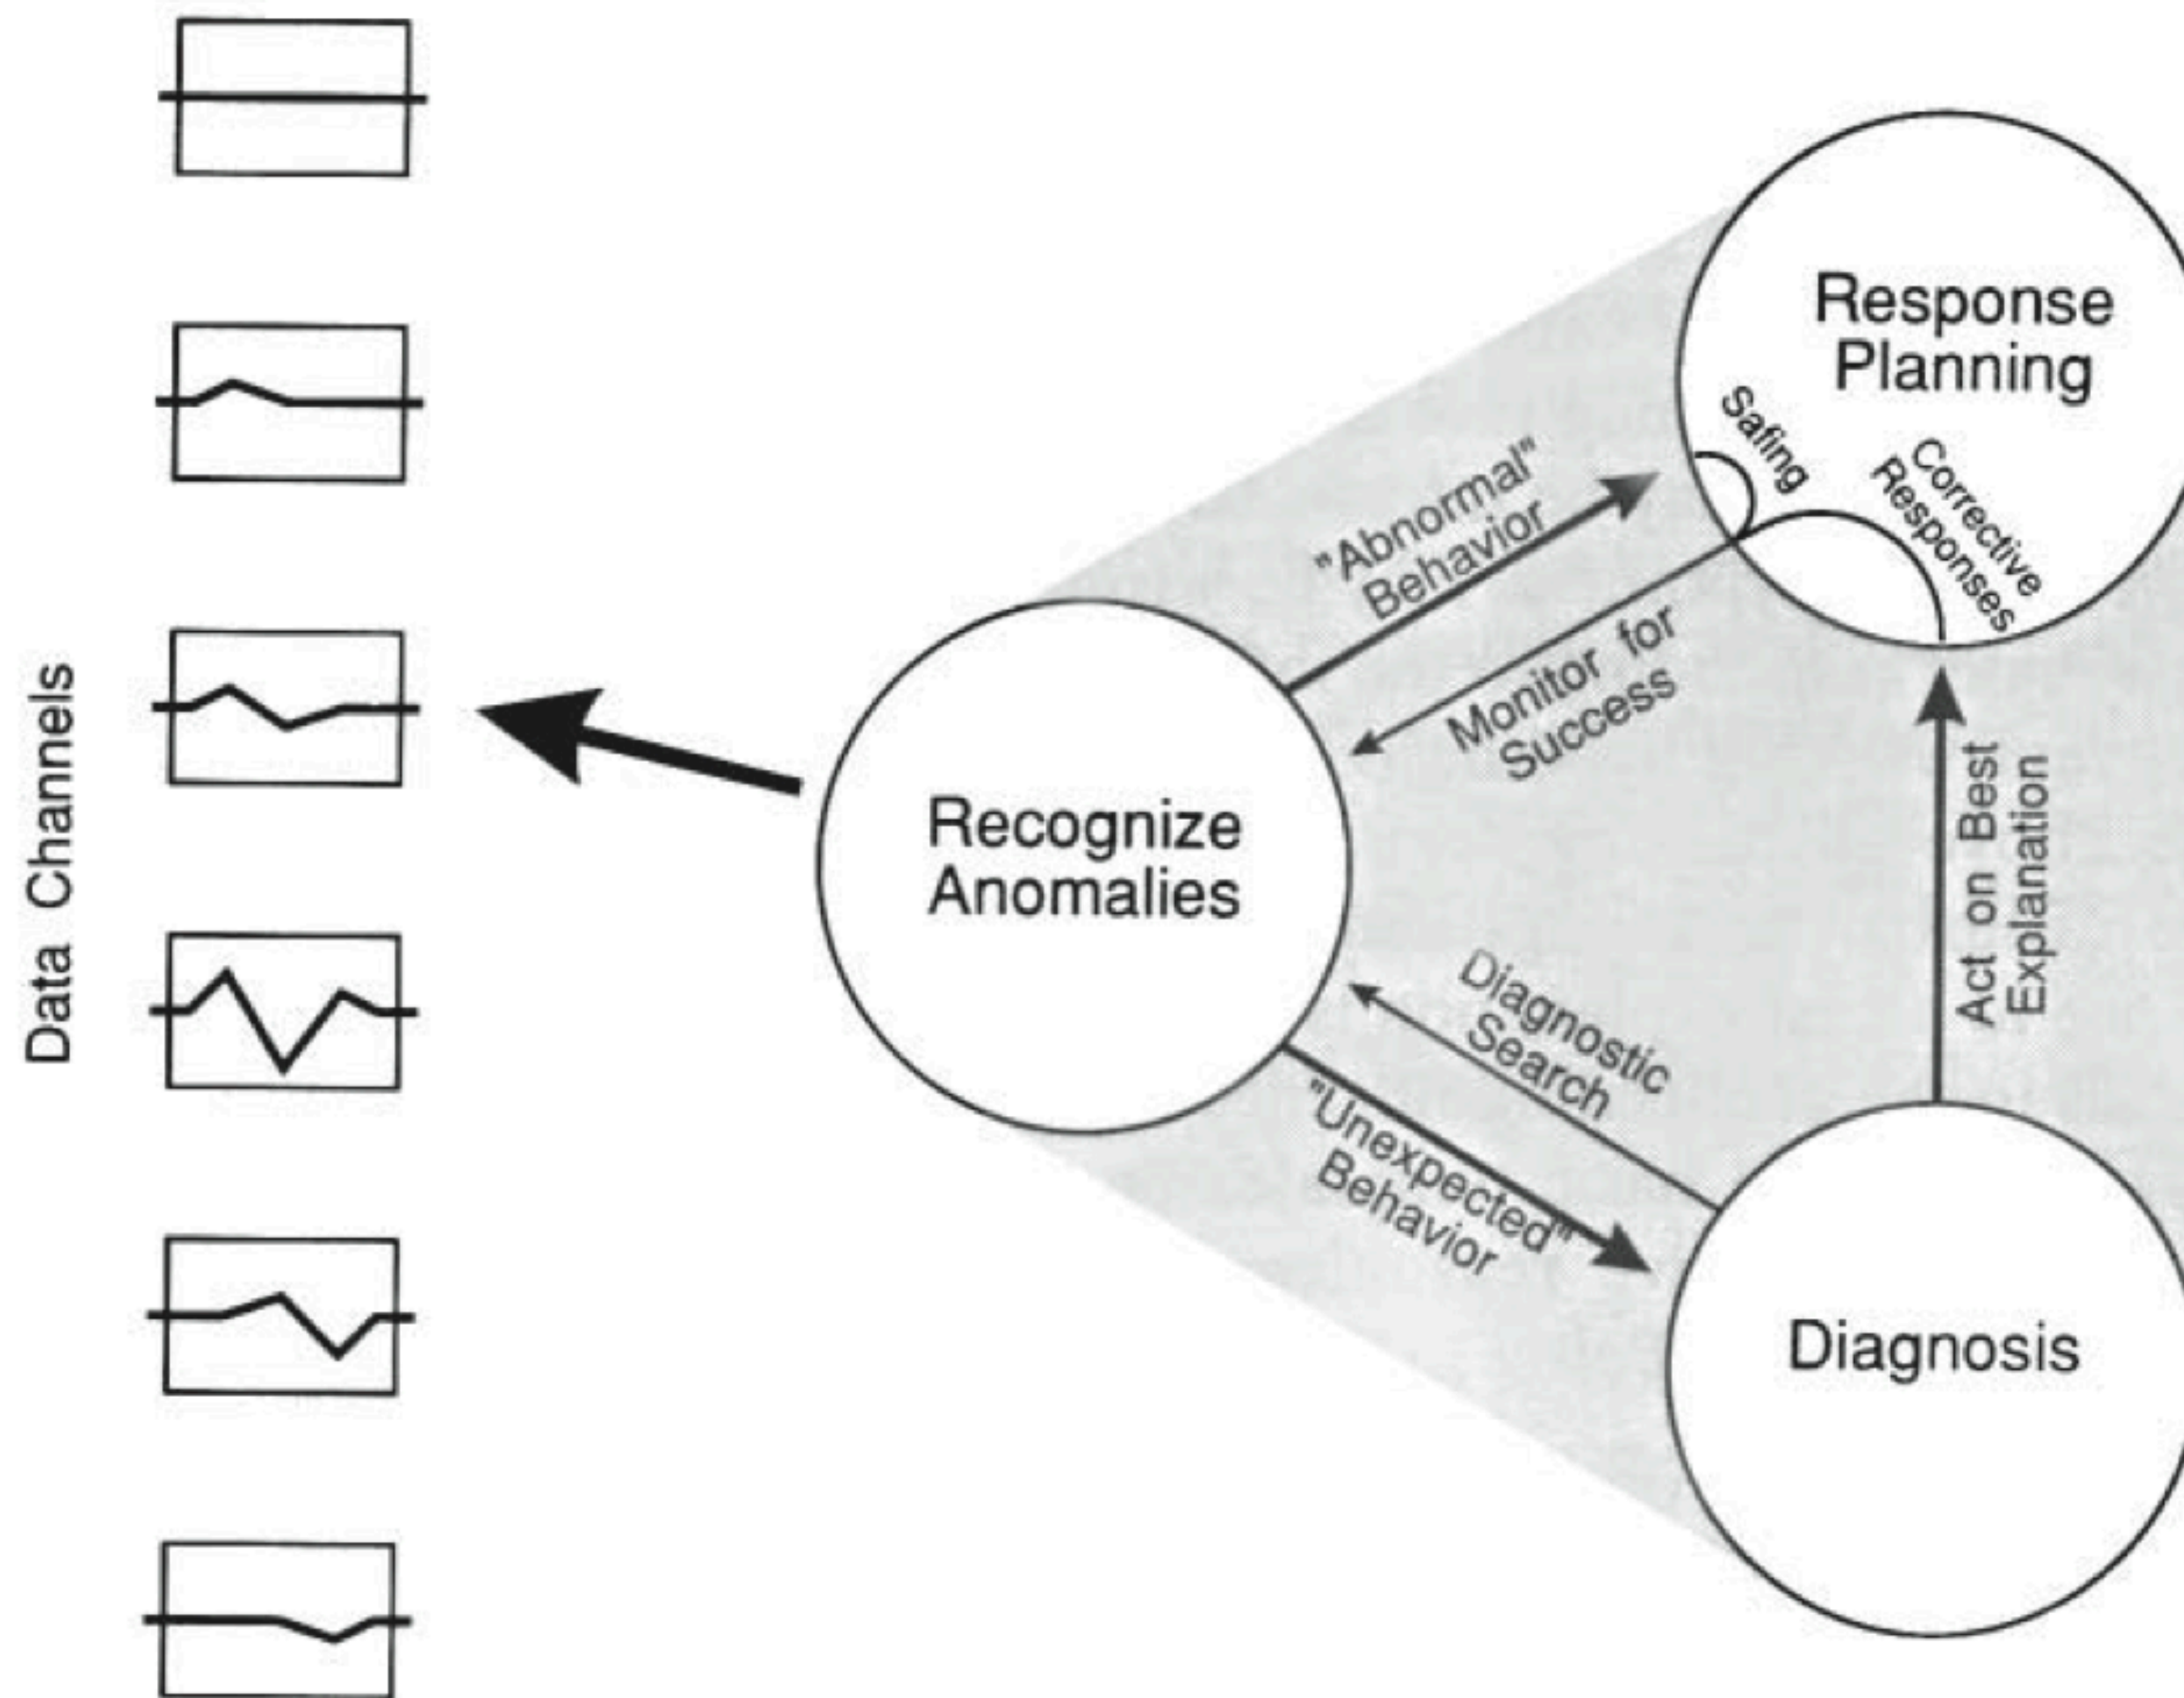 Data Channels
Recognize
Anomalies
"Abnormal"
Behavior
Monitor for
Success
Response
Planning
Safing
Corrective
Responses
Diagnostic
Search
"Unexpected"
Behavior
Act on Best
Explanation
Diagnosis